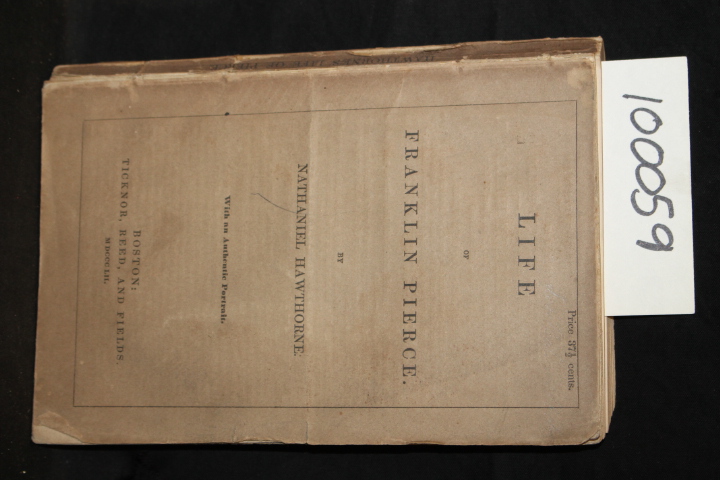 Price 37½ cents.
LIFE
OF
FRANKLIN PIERCE.
BY
NATHANIEL HAWTHORNE.
With an Authentic Portrait.
BOSTON:
TICKNOR, REED, AND FIELDS.
MDCCCLII.
100059